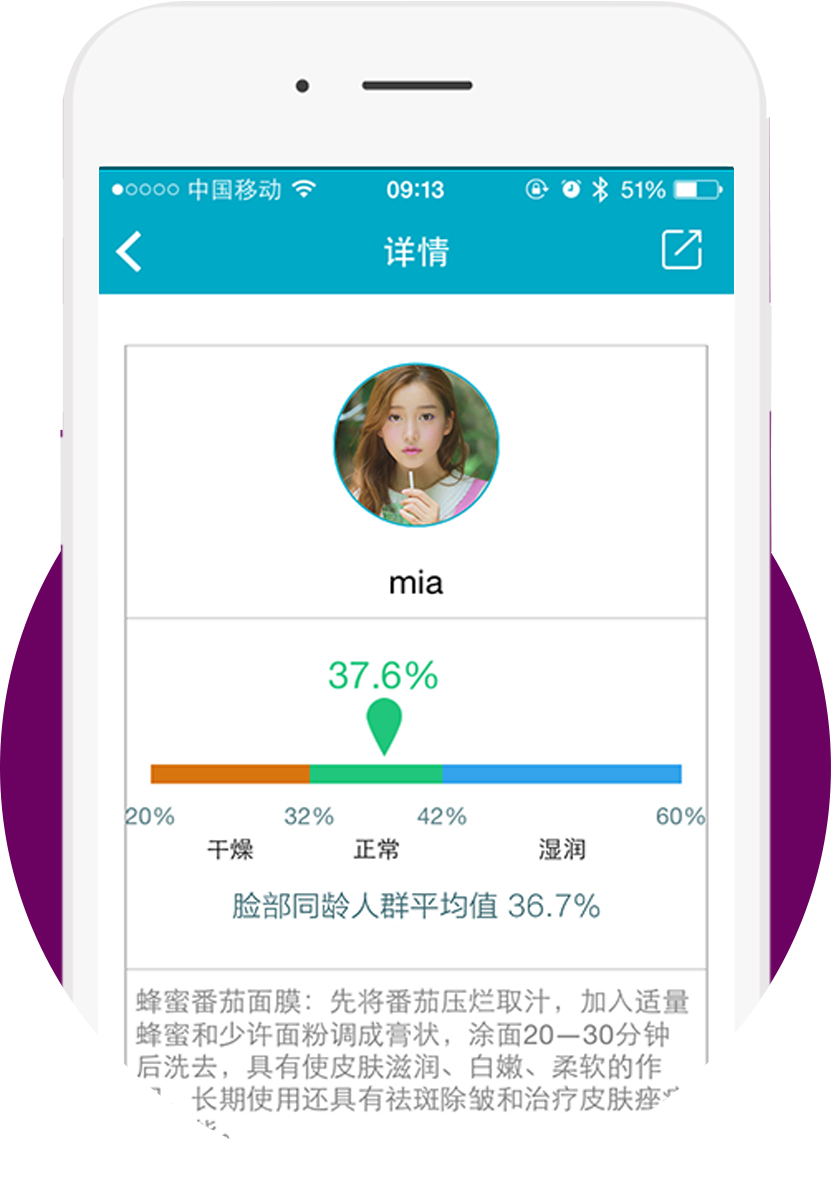 中国移动 09:13 51%
详情
mia
37.6%
20% 32% 42% 60%
干燥 正常 湿润
脸部同龄人群平均值 36.7%
蜂蜜番茄面膜：先将番茄压烂取汁，加入适量
蜂蜜和少许面粉调成膏状，涂面20—30分钟
后洗去，具有使皮肤滋润、白嫩、柔软的作
长期使用还具有祛斑除皱和治疗皮肤痤